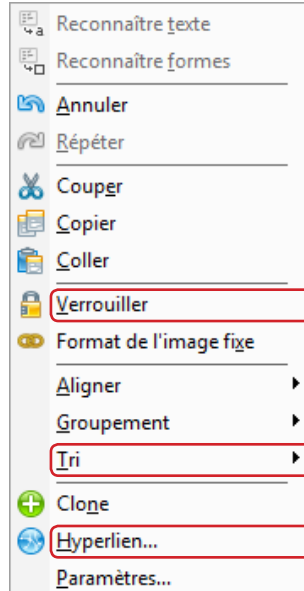 Reconnaître texte
Reconnaître formes
Annuler
Répéter
Couper
Copier
Coller
Verrouiller
Format de l'image fixe
Aligner
Groupement
Tri
Clone
Hyperlien...
Paramètres...